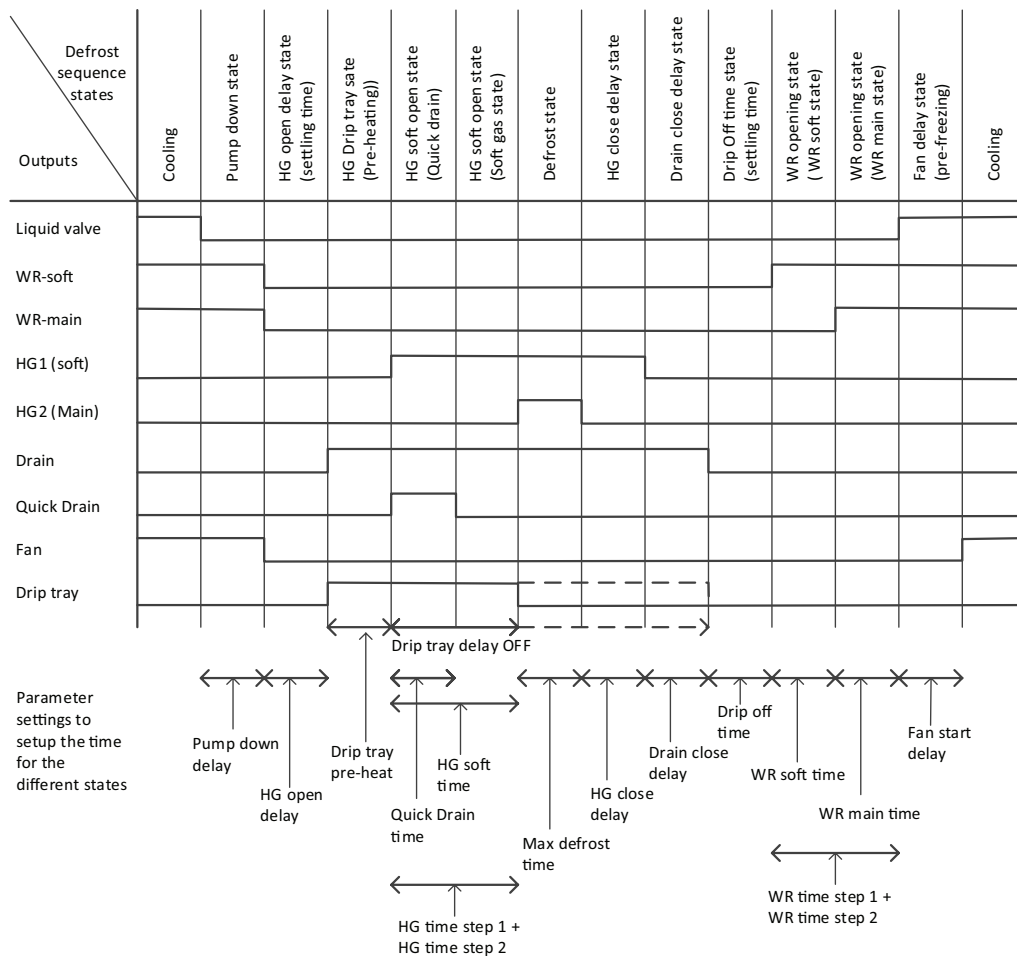 Defrost
sequence
states
Outputs
Cooling
Pump down state
HG open delay state
(settling time)
HG Drip tray sate
(Pre-heating))
HG soft open state
(Quick drain)
HG soft open state
(Soft gas state)
Defrost state
HG close delay state
Drain close delay state
Drip Off time state
(settling time)
WR opening state
( WR soft state)
WR opening state
(WR main state)
Fan delay state
(pre-freezing)
Cooling
Liquid valve
WR-soft
WR-main
HG1 (soft)
HG2 (Main)
Drain
Quick Drain
Fan
Drip tray
Drip tray delay OFF
Parameter
settings to
setup the time
for the
different states
Pump down
delay
HG open
delay
Drip tray
pre-heat
Quick Drain
time
HG soft
time
Max defrost
time
HG close
delay
Drain close
delay
Drip off
time
WR soft time
WR main time
Fan start
delay
HG time step 1 +
HG time step 2
WR time step 1 +
WR time step 2